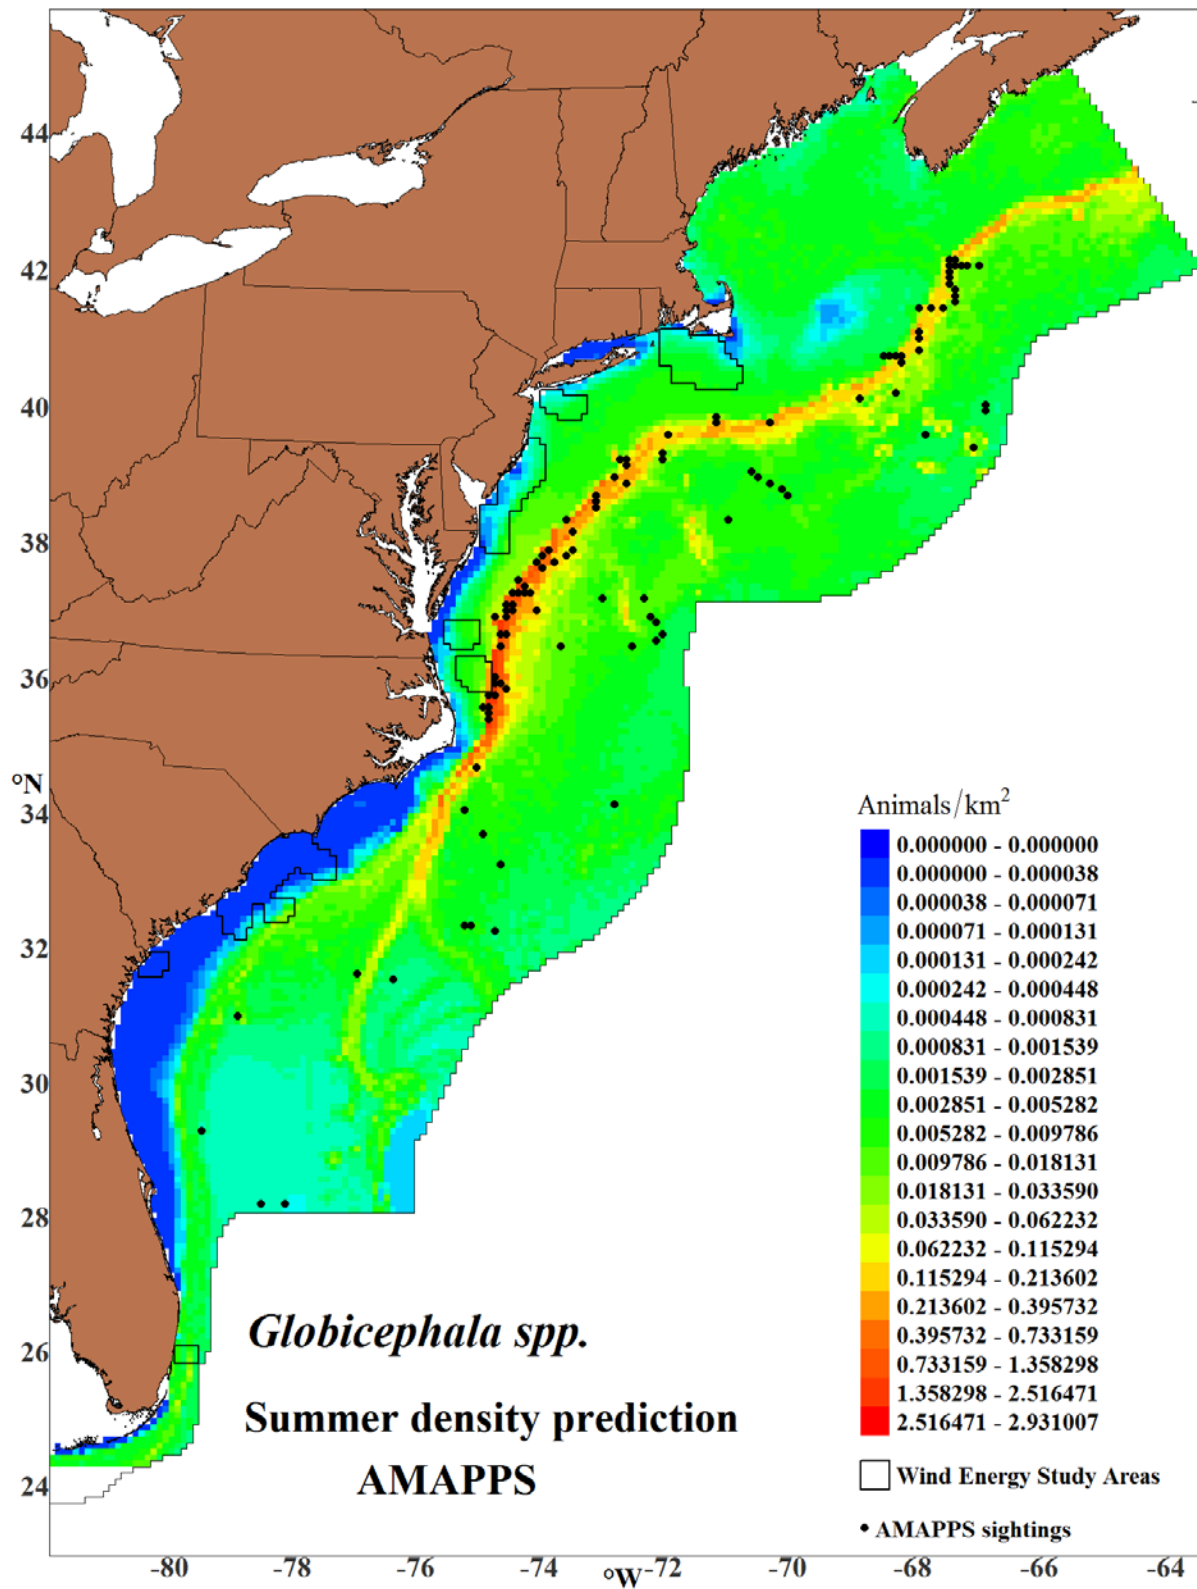 44
42
40
38
36
°N
34
32
30
28
26
24
Animals/km²
0.000000 - 0.000000
0.000000 - 0.000038
0.000038 - 0.000071
0.000071 - 0.000131
0.000131 - 0.000242
0.000242 - 0.000448
0.000448 - 0.000831
0.000831 - 0.001539
0.001539 - 0.002851
0.002851 - 0.005282
0.005282 - 0.009786
0.009786 - 0.018131
0.018131 - 0.033590
0.033590 - 0.062232
0.062232 - 0.115294
0.115294 - 0.213602
0.213602 - 0.395732
0.395732 - 0.733159
0.733159 - 1.358298
1.358298 - 2.516471
2.516471 - 2.931007
Wind Energy Study Areas
AMAPPS sightings
Globicephala spp.
Summer density prediction
AMAPPS
-80 -78 -76 -74 °W -72 -70 -68 -66 -64